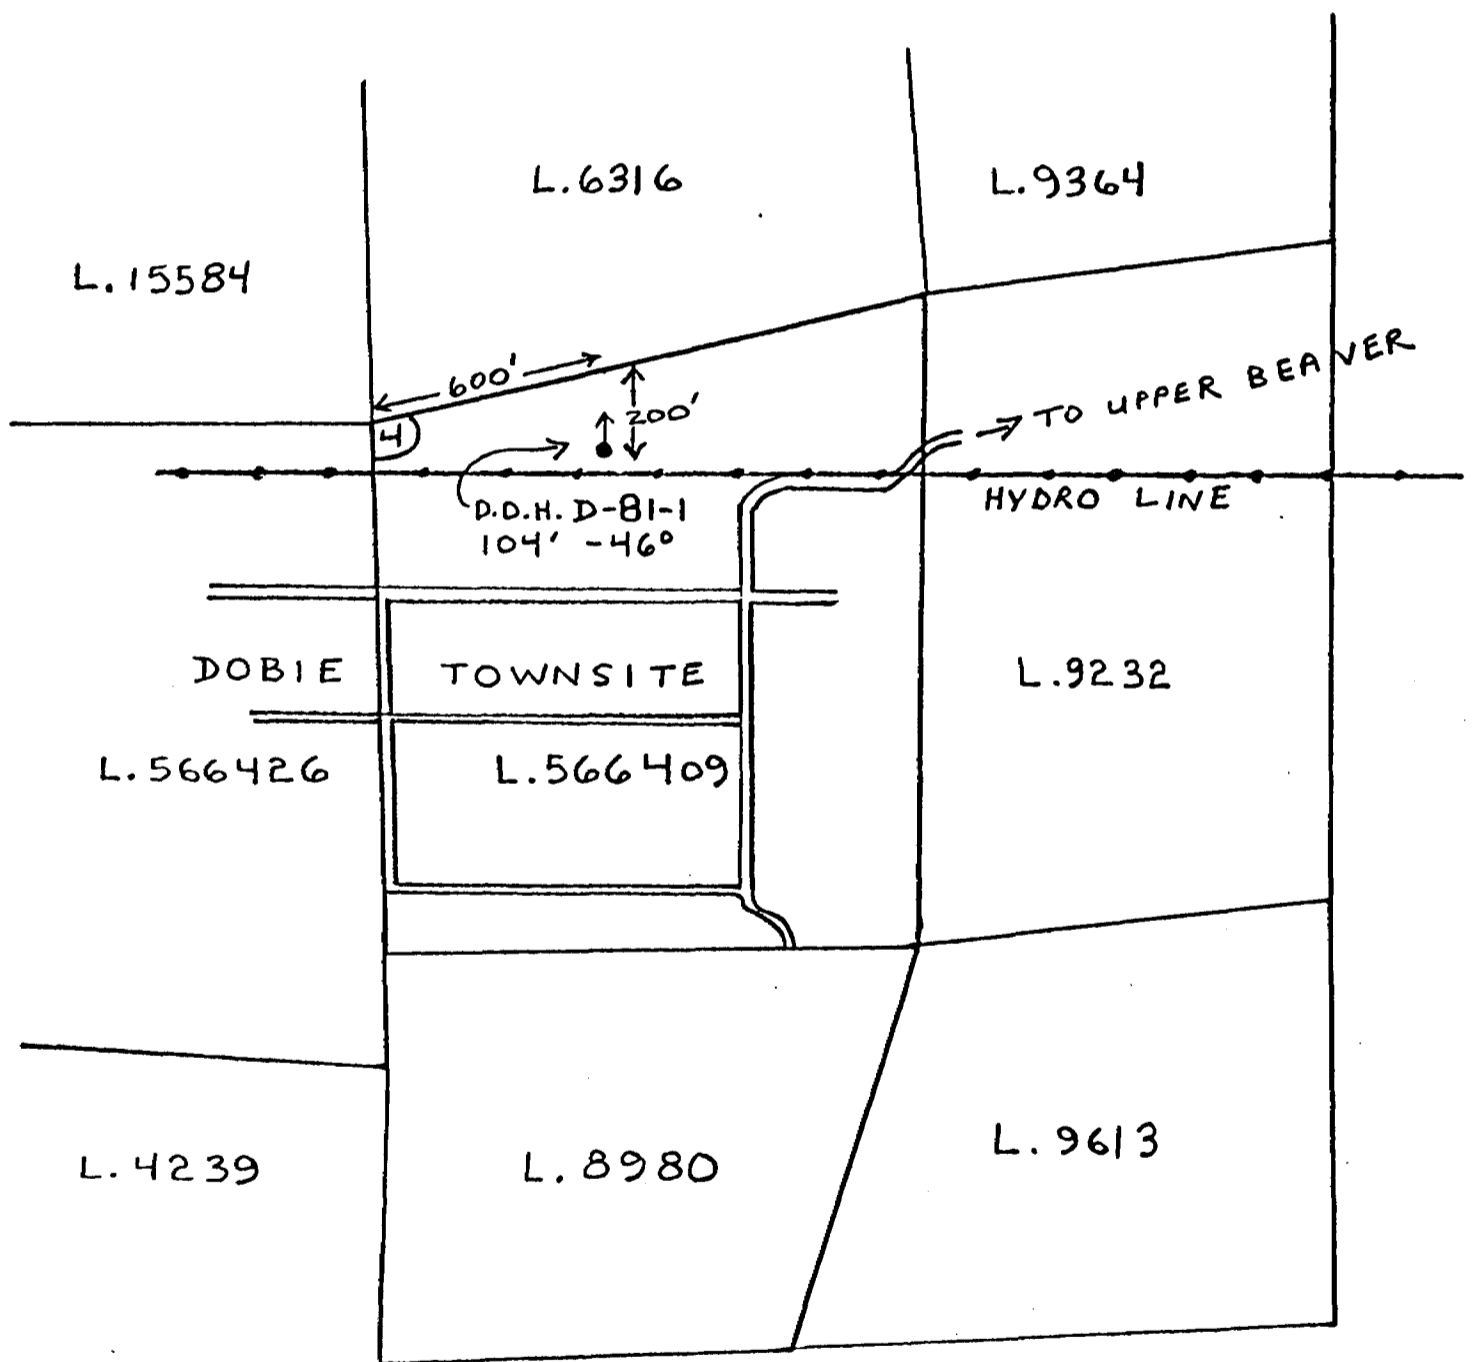 L.6316
L.9364
L.15584
600'
200'
4
TO UPPER BEAVER
HYDRO LINE
D.D.H. D-81-1
104' -46°
DOBIE TOWNSITE
L.9232
L.566426
L.566409
L.4239
L.8980
L.9613